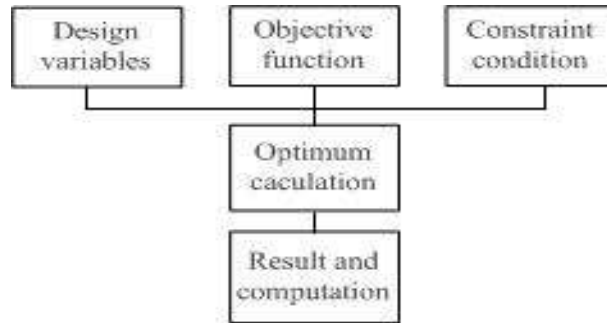 Design
variables
Objective
function
Constraint
condition
Optimum
caculation
Result and
computation